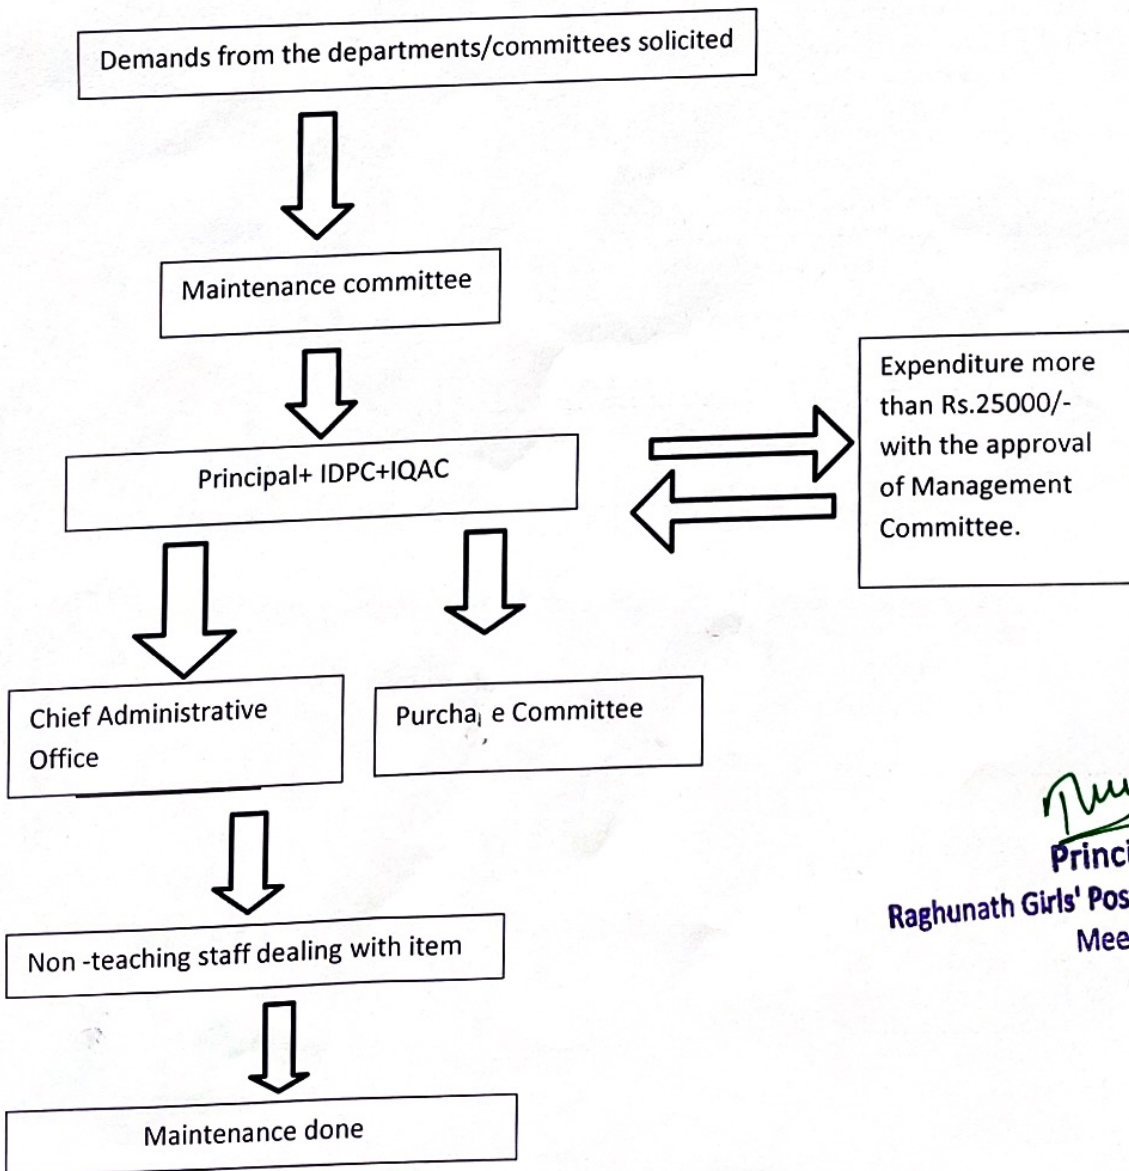 Demands from the departments/committees solicited
Maintenance committee
Principal+ IDPC+IQAC
Expenditure more
than Rs.25000/-
with the approval
of Management
Committee.
Chief Administrative
Office
Purcha e Committee
Non -teaching staff dealing with item
Maintenance done
Princi
Raghunath Girls' Pos
Mee